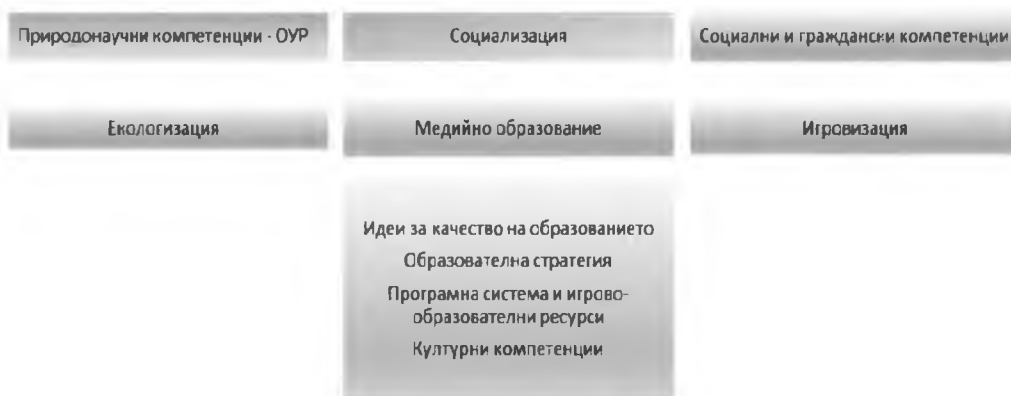 Природонаучни компетенции - ОУР
Социализация
Социални и граждански компетенции
Екологизация
Медийно образование
Игровизация
Идеи за качество на образованието
Образователна стратегия
Програмна система и игрово-
образователни ресурси
Културни компетенции